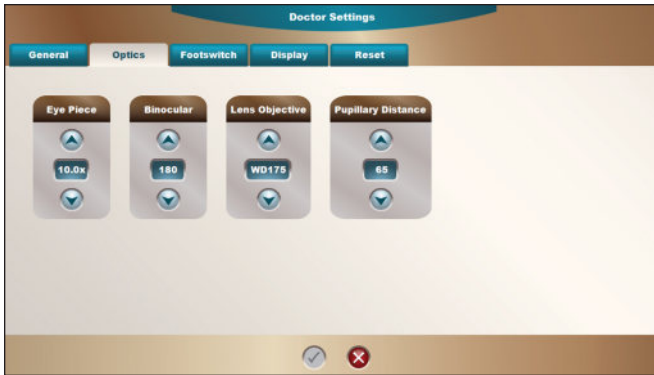 Doctor Settings
General Optics Footswitch Display Reset
Eye Piece Binocular Lens Objective Pupillary Distance
10.0x 180 WD175 65